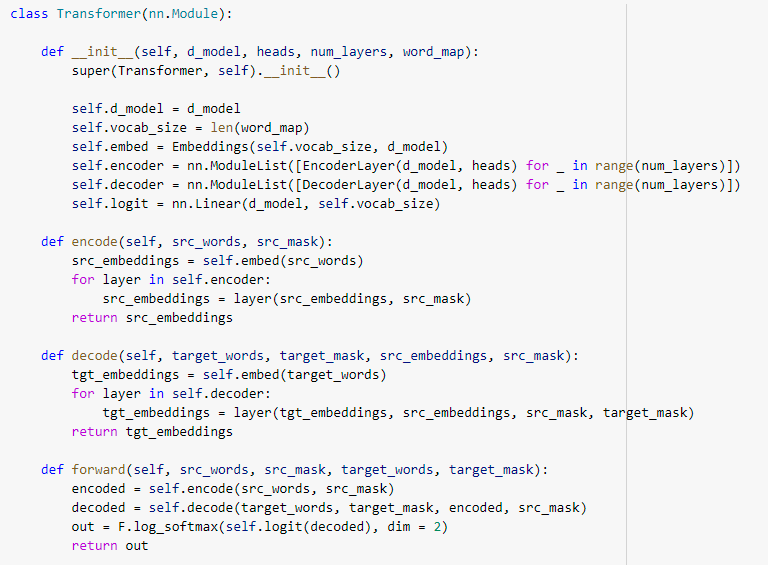 class Transformer(nn.Module):
    def __init__(self, d_model, heads, num_layers, word_map):
        super(Transformer, self).__init__()
        self.d_model = d_model
        self.vocab_size = len(word_map)
        self.embed = Embeddings(self.vocab_size, d_model)
        self.encoder = nn.ModuleList([EncoderLayer(d_model, heads) for _ in range(num_layers)])
        self.decoder = nn.ModuleList([DecoderLayer(d_model, heads) for _ in range(num_layers)])
        self.logit = nn.Linear(d_model, self.vocab_size)
    def encode(self, src_words, src_mask):
        src_embeddings = self.embed(src_words)
        for layer in self.encoder:
            src_embeddings = layer(src_embeddings, src_mask)
        return src_embeddings
    def decode(self, target_words, target_mask, src_embeddings, src_mask):
        tgt_embeddings = self.embed(target_words)
        for layer in self.decoder:
            tgt_embeddings = layer(tgt_embeddings, src_embeddings, src_mask, target_mask)
        return tgt_embeddings
    def forward(self, src_words, src_mask, target_words, target_mask):
        encoded = self.encode(src_words, src_mask)
        decoded = self.decode(target_words, target_mask, encoded, src_mask)
        out = F.log_softmax(self.logit(decoded), dim = 2)
        return out